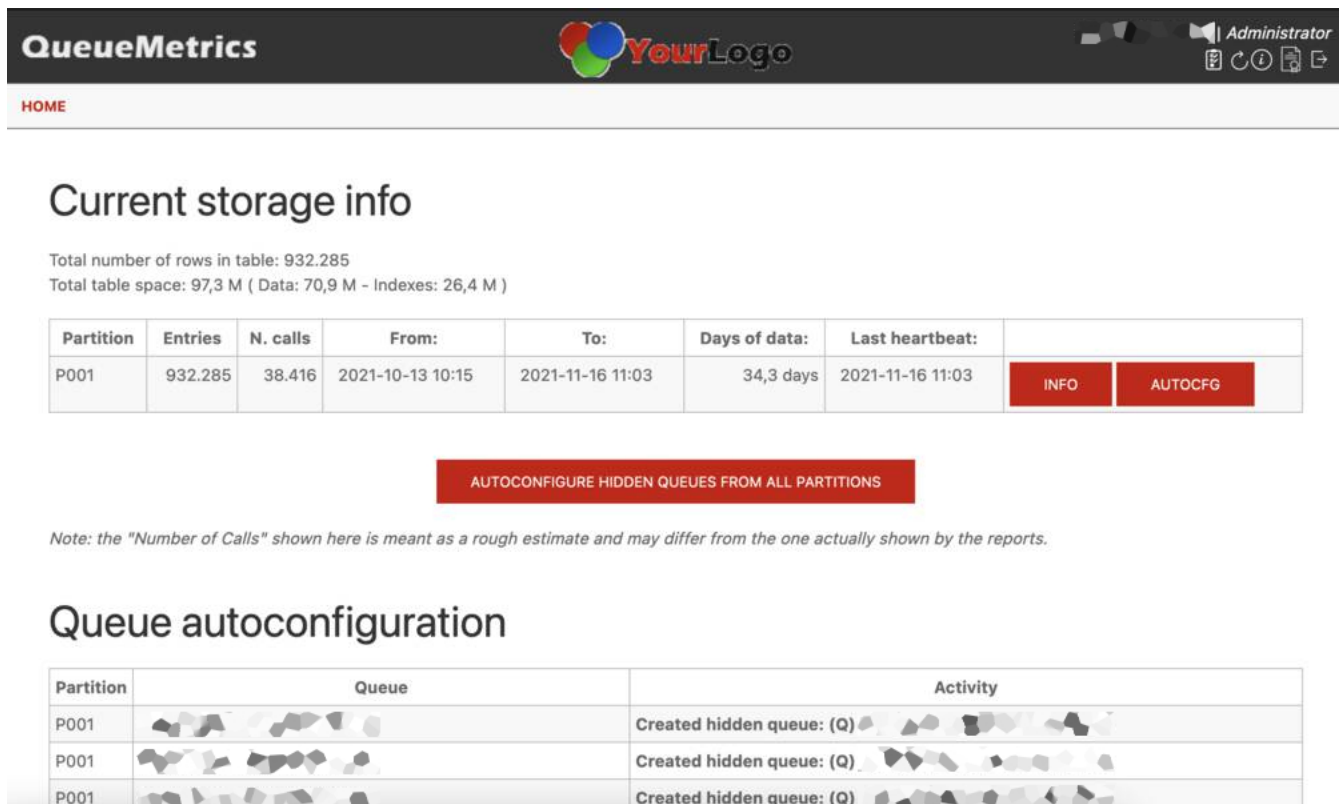 QueueMetrics
YourLogo
| Administrator
HOME
Current storage info
Total number of rows in table: 932.285
Total table space: 97,3 M ( Data: 70,9 M - Indexes: 26,4 M )
Partition Entries N. calls From: To: Days of data: Last heartbeat:
P001 932.285 38.416 2021-10-13 10:15 2021-11-16 11:03 34,3 days 2021-11-16 11:03 INFO AUTOCFG
AUTOCONFIGURE HIDDEN QUEUES FROM ALL PARTITIONS
Note: the "Number of Calls" shown here is meant as a rough estimate and may differ from the one actually shown by the reports.
Queue autoconfiguration
Partition Queue Activity
P001 Created hidden queue: (Q)
P001 Created hidden queue: (Q)
P001 Created hidden queue: (Q)